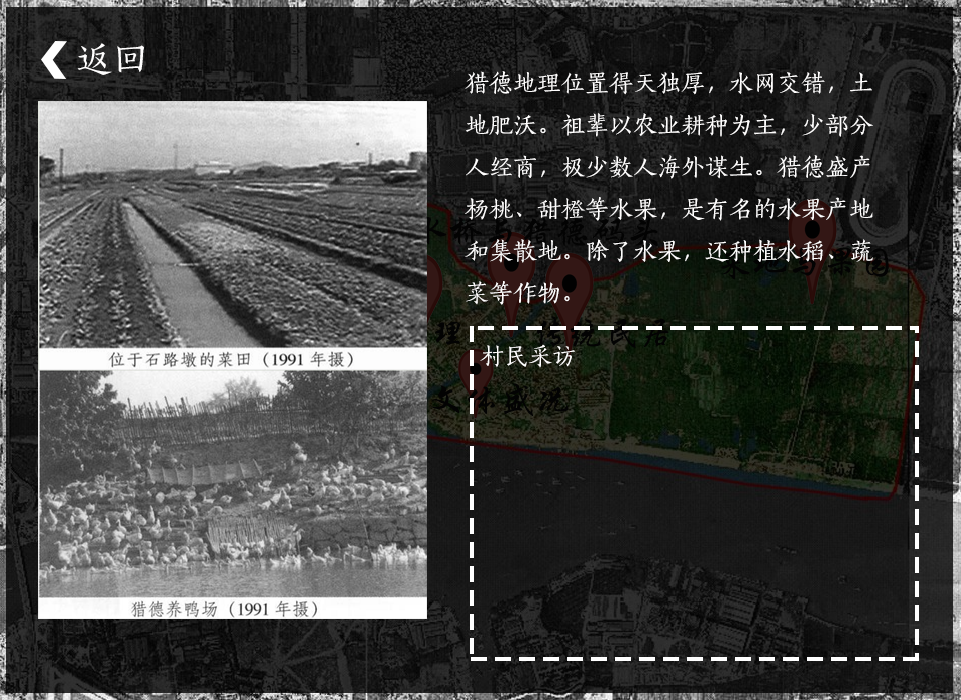 返回
猎德地理位置得天独厚，水网交错，土
地肥沃。祖辈以农业耕种为主，少部分
人经商，极少数人海外谋生。猎德盛产
杨桃、甜橙等水果，是有名的水果产地
和集散地。除了水果，还种植水稻、蔬
菜等作物。
位于石路墩的菜田（1991 年摄）
村民采访
猎德养鸭场（1991 年摄）